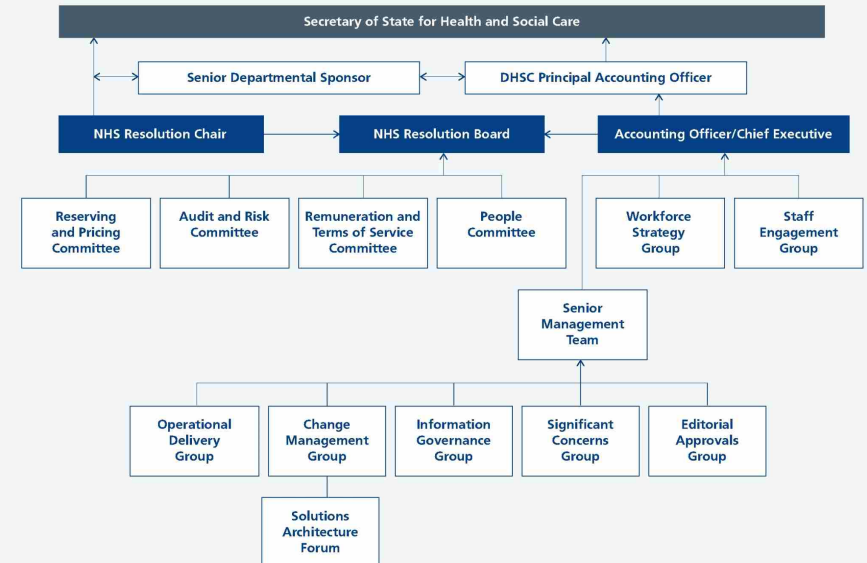 Secretary of State for Health and Social Care
Senior Departmental Sponsor
DHSC Principal Accounting Officer
NHS Resolution Chair
NHS Resolution Board
Accounting Officer/Chief Executive
Reserving
and Pricing
Committee
Audit and Risk
Committee
Remuneration and
Terms of Service
Committee
People
Committee
Workforce
Strategy
Group
Staff
Engagement
Group
Senior
Management
Team
Operational
Delivery
Group
Change
Management
Group
Information
Governance
Group
Significant
Concerns
Group
Editorial
Approvals
Group
Solutions
Architecture
Forum